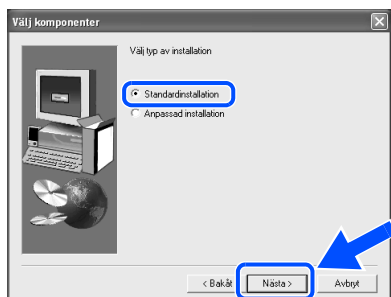 Välj komponenter
Välj typ av installation
Standardinstallation
Anpassad installation
< Bakåt
Nästa >
Avbryt